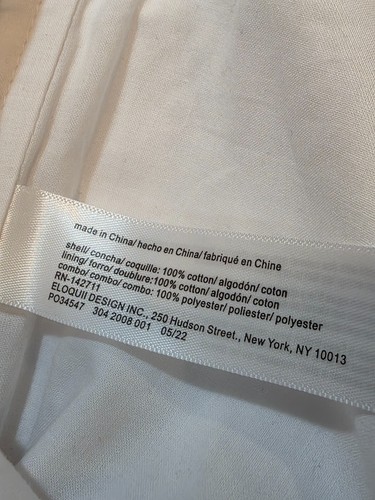 made in China/ hecho en China/ fabriqué en Chine
shell/ concha/ coquille: 100% cotton/ algodón/ coton
lining/ forro/ doublure:100% cotton/ algodón/ coton
combo/ combo/ combo: 100% polyester/ poliester/ polyester
RN-142711
ELOQUII DESIGN INC., 250 Hudson Street., New York, NY 10013
PO34547 304 2008 001 05/22